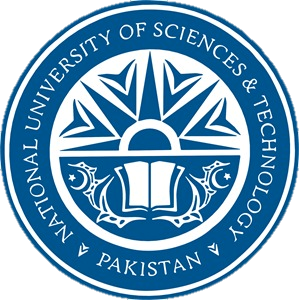 NATIONAL UNIVERSITY OF SCIENCES & TECHNOLOGY
PAKISTAN